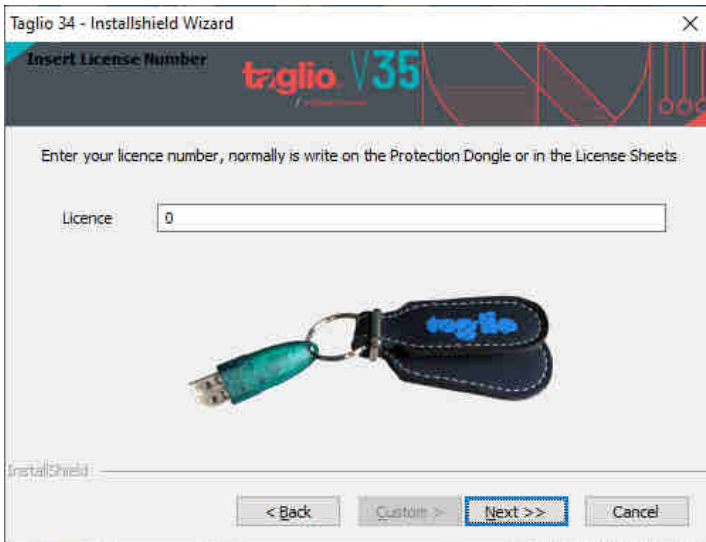 Taglio 34 - Installshield Wizard
Insert License Number
taglio. V35
Enter your licence number, normally is write on the Protection Dongle or in the License Sheets
Licence
0
taglio
InstallShield
< Back
Custom >
Next >>
Cancel